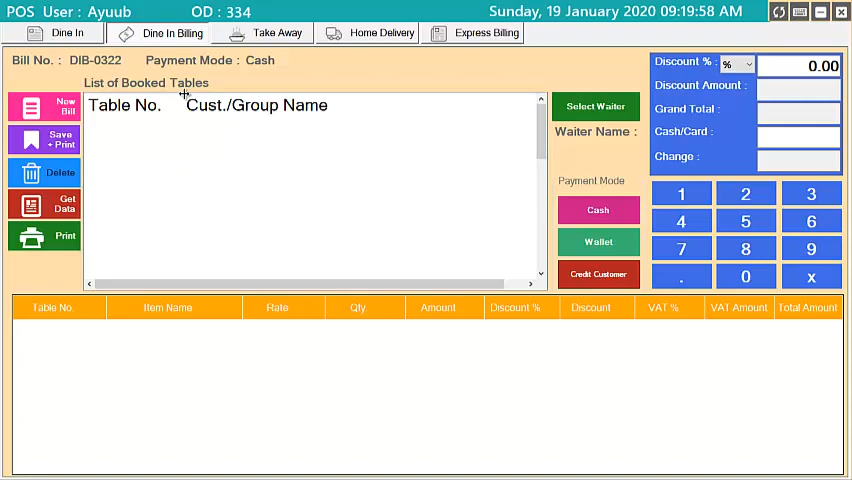 POS User : Ayuub OD : 334 Sunday, 19 January 2020 09:19:58 AM
Dine In Dine In Billing Take Away Home Delivery Express Billing
Bill No. : DIB-0322 Payment Mode : Cash
List of Booked Tables
Table No. Cust./Group Name
New Bill
Save + Print
Delete
Get Data
Print
Select Waiter
Waiter Name :
Payment Mode
Cash
Wallet
Credit Customer
Discount % : % 0.00
Discount Amount :
Grand Total :
Cash/Card :
Change :
1 2 3
4 5 6
7 8 9
. 0 x
Table No. Item Name Rate Qty Amount Discount % Discount VAT % VAT Amount Total Amount